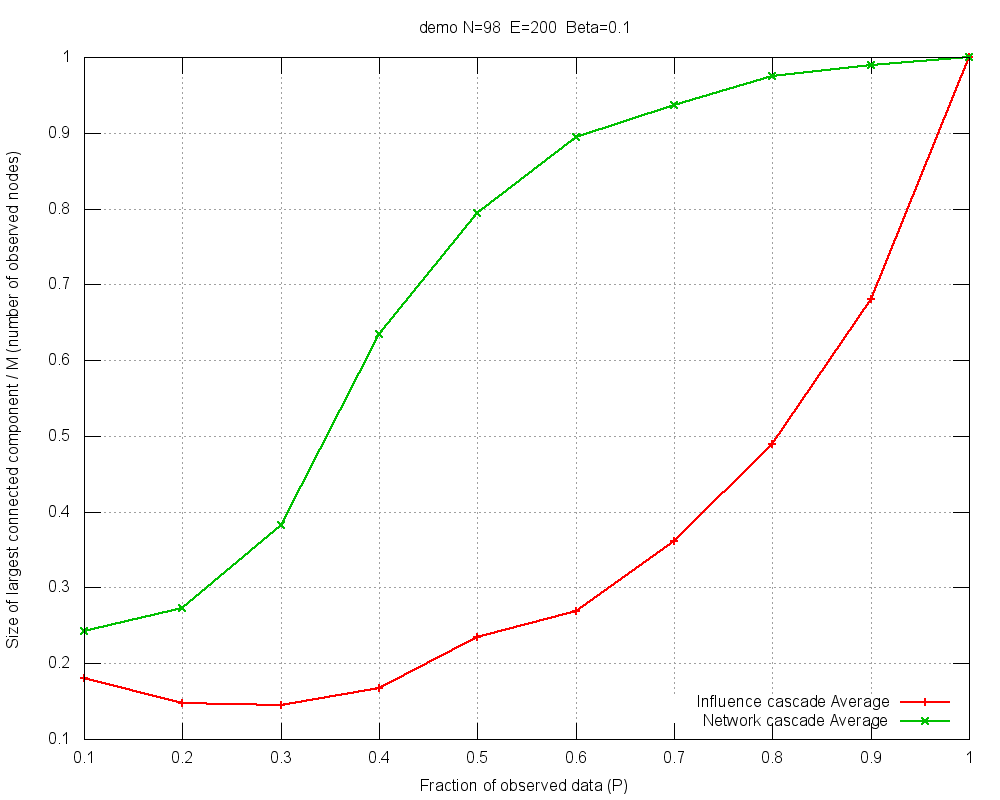 demo N=98 E=200 Beta=0.1
Size of largest connected component / M (number of observed nodes)
1
0.9
0.8
0.7
0.6
0.5
0.4
0.3
0.2
0.1
Influence cascade Average
Network cascade Average
0.1 0.2 0.3 0.4 0.5 0.6 0.7 0.8 0.9 1
Fraction of observed data (P)